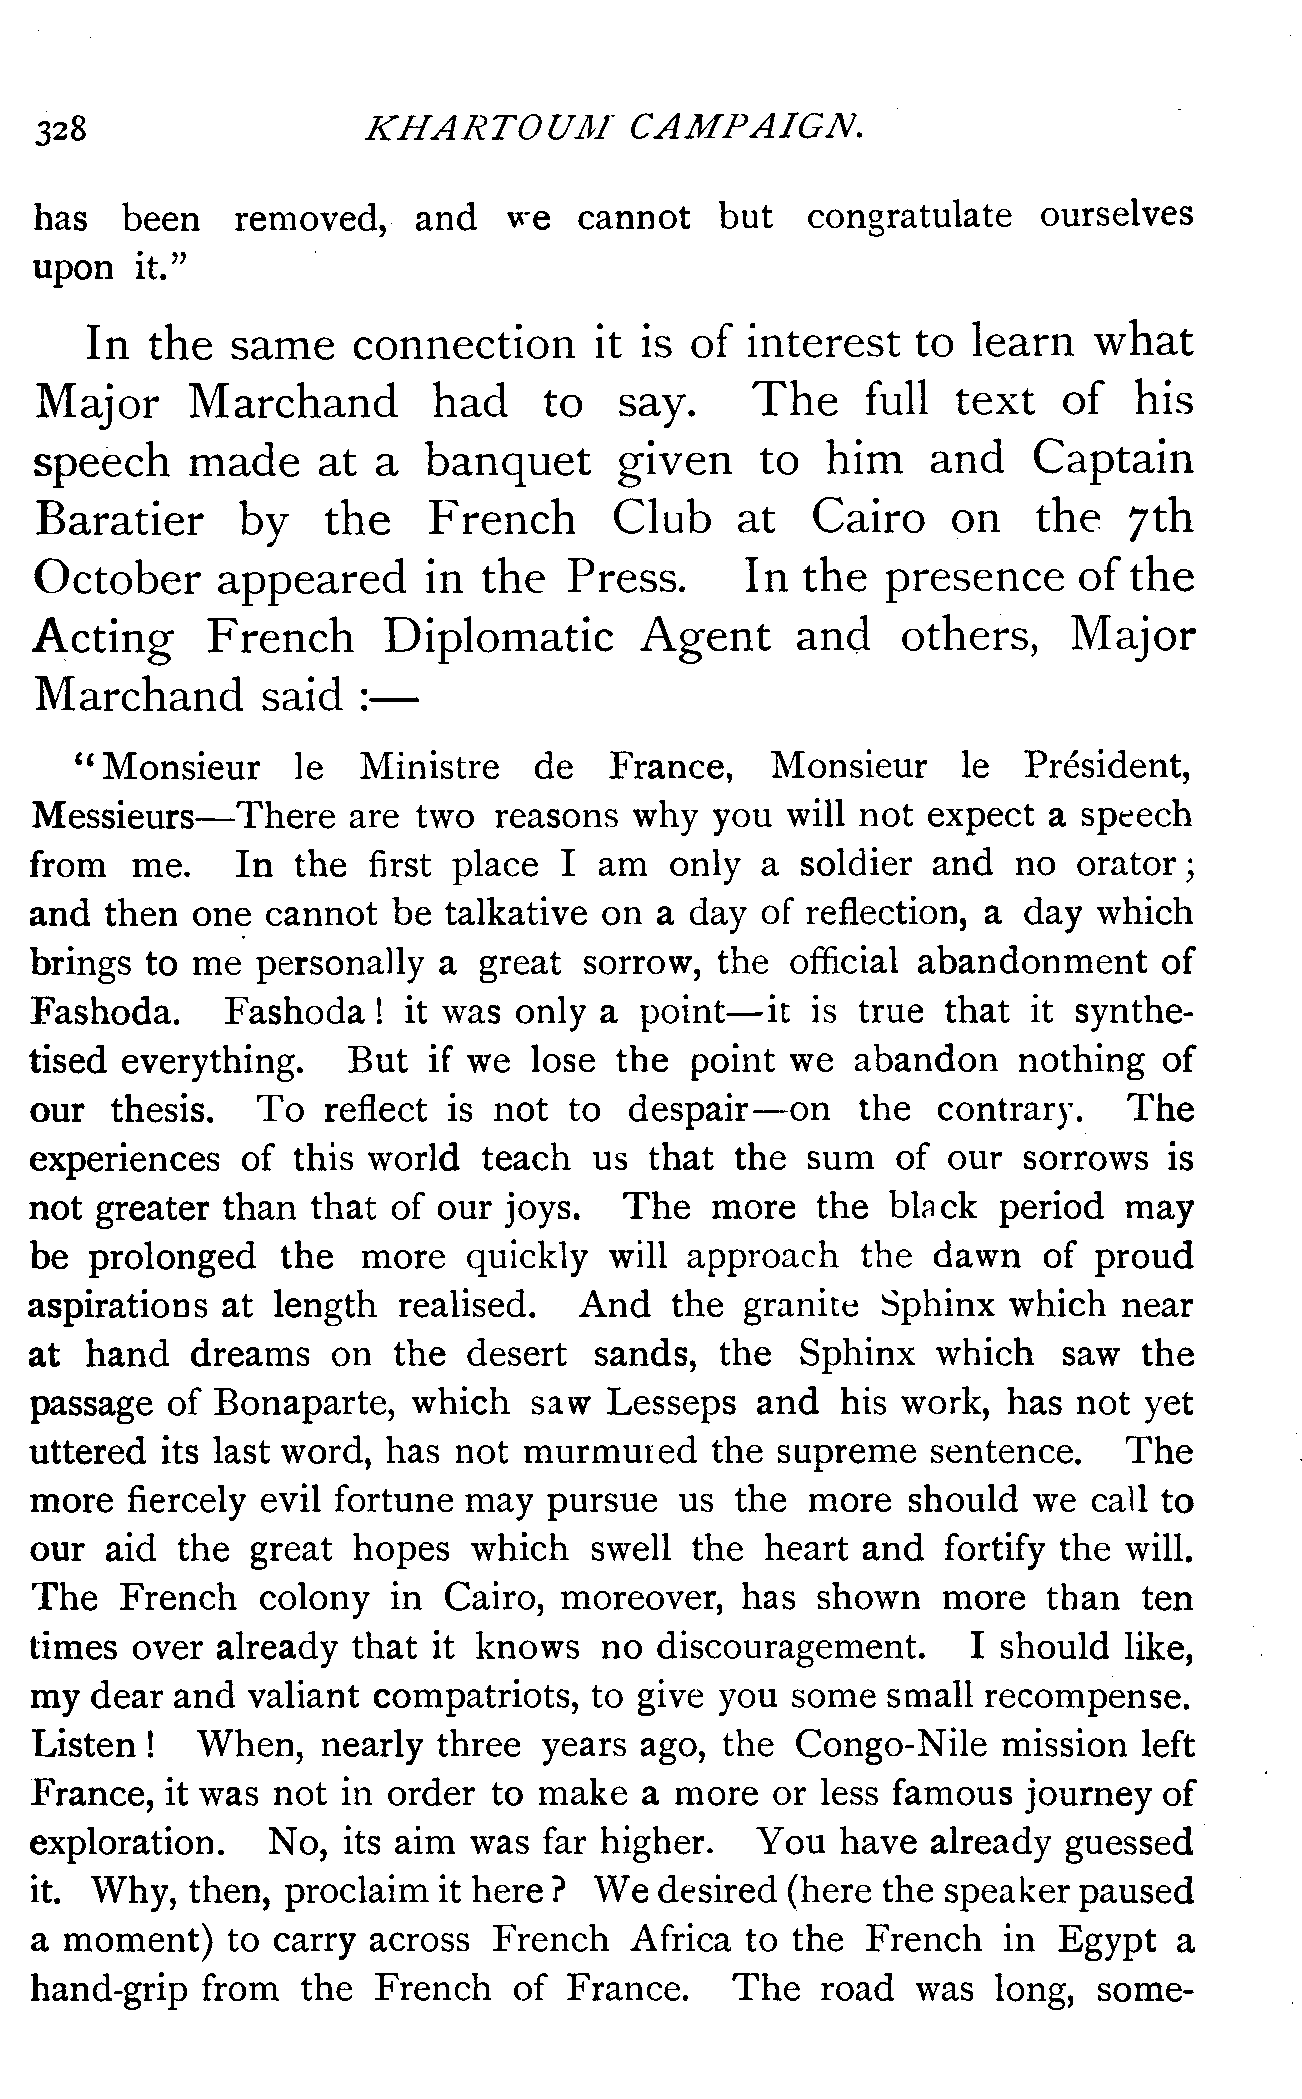 328 KHARTOUM CAMPAIGN.
has been removed, and we cannot but congratulate ourselves
upon it.”
In the same connection it is of interest to learn what
Major Marchand had to say. The full text of his
speech made at a banquet given to him and Captain
Baratier by the French Club at Cairo on the 7th
October appeared in the Press. In the presence of the
Acting French Diplomatic Agent and others, Major
Marchand said :—
“Monsieur le Ministre de France, Monsieur le Président,
Messieurs—There are two reasons why you will not expect a speech
from me. In the first place I am only a soldier and no orator;
and then one cannot be talkative on a day of reflection, a day which
brings to me personally a great sorrow, the official abandonment of
Fashoda. Fashoda! it was only a point—it is true that it synthe-
tised everything. But if we lose the point we abandon nothing of
our thesis. To reflect is not to despair—on the contrary. The
experiences of this world teach us that the sum of our sorrows is
not greater than that of our joys. The more the black period may
be prolonged the more quickly will approach the dawn of proud
aspirations at length realised. And the granite Sphinx which near
at hand dreams on the desert sands, the Sphinx which saw the
passage of Bonaparte, which saw Lesseps and his work, has not yet
uttered its last word, has not murmured the supreme sentence. The
more fiercely evil fortune may pursue us the more should we call to
our aid the great hopes which swell the heart and fortify the will.
The French colony in Cairo, moreover, has shown more than ten
times over already that it knows no discouragement. I should like,
my dear and valiant compatriots, to give you some small recompense.
Listen! When, nearly three years ago, the Congo-Nile mission left
France, it was not in order to make a more or less famous journey of
exploration. No, its aim was far higher. You have already guessed
it. Why, then, proclaim it here? We desired (here the speaker paused
a moment) to carry across French Africa to the French in Egypt a
hand-grip from the French of France. The road was long, some-